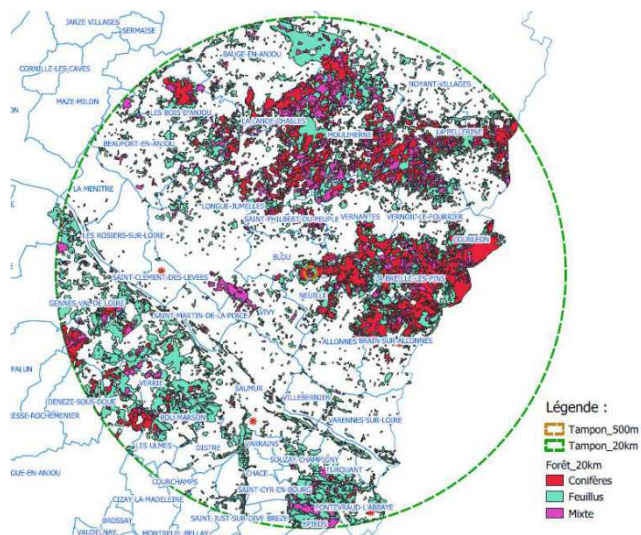 JARZE VILLAGES
SERMAISE
BAUGE-EN-ANJOU
CORNILLE-LES-CAVES
NOYANT-VILLAGES
MAZE-MILON
LES BOIS D'ANJOU
LA LANDE-CHASLES
LA PELLERINE
MOULIHERNE
BEAUFORT-EN-ANJOU
LA MENITRE
LONGUE-JUMELLES
SAINT-PHILBERT-DU-PEUPLE
VERNANTES
VERNOIL-LE-FOURRIER
LES ROSIERS-SUR-LOIRE
COURLEON
BLOU
SAINT-CLEMENT-DES-LEVEES
LA BREILLE-LES-PINS
GENNES-VAL DE LOIRE
NEUILLE
SAINT-MARTIN-DE-LA-PLACE
VIVY
ALLONNES
BRAIN-SUR-ALLONNES
VERRIE
SAUMUR
VILLEBERNIER
DENEZE-SOUS-DOUE
ROU-MARSON
VARENNES-SUR-LOIRE
VARRAINS
LES ULMES
DISTRE
SOUZAY-CHAMPIGNY
CHACE
TURQUANT
COURCHAMPS
SAINT-CYR-EN-BOURG
CIZAY-LA-MADELEINE
FONTEVRAUD-L'ABBAYE
BROSSAY
SAINT-JUST-SUR-DIVE
BREZE
EPIEDS
Légende :
Tampon_500m
Tampon_20km
Forêt_20km
Conifères
Feuillus
Mixte